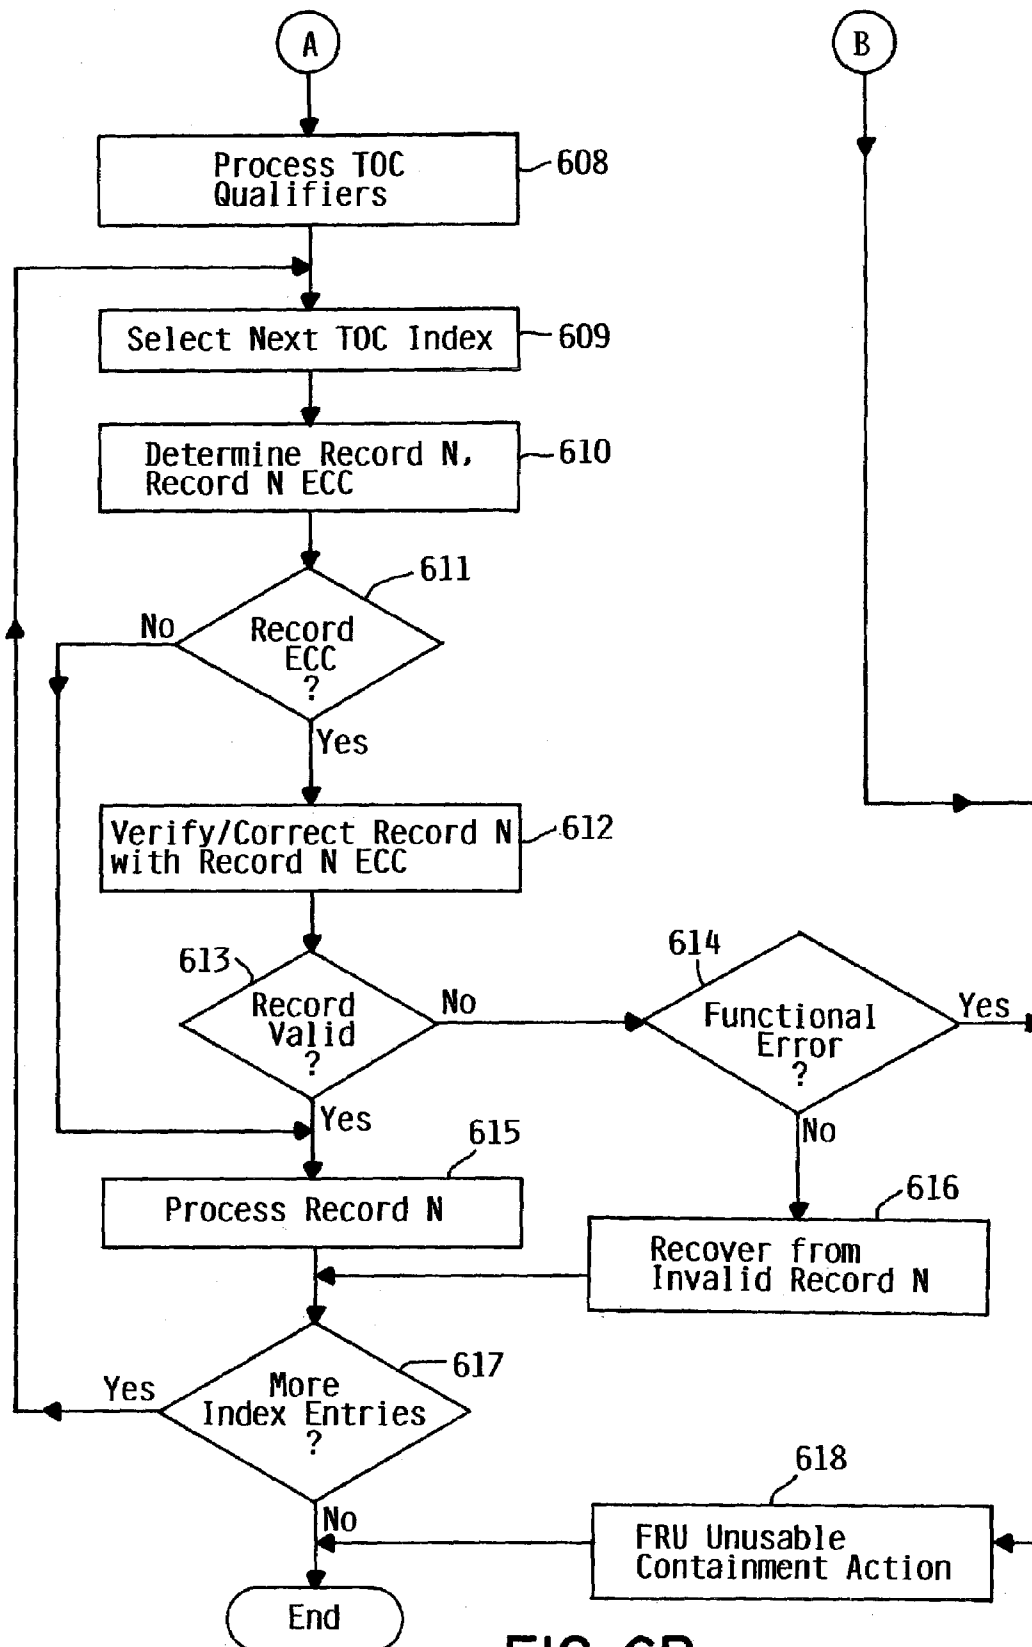 A
B
Process TOC
Qualifiers
608
Select Next TOC Index
609
Determine Record N,
Record N ECC
610
611
No
Record
ECC
?
Yes
Verify/Correct Record N
with Record N ECC
612
613
Record
Valid
?
No
614
Functional
Error
?
Yes
Yes
No
615
Process Record N
616
Recover from
Invalid Record N
617
Yes
More
Index Entries
?
No
618
FRU Unusable
Containment Action
End